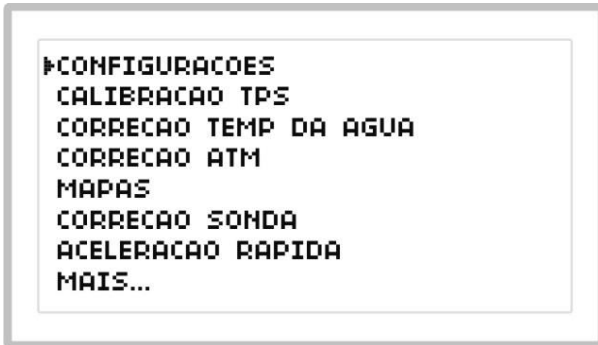 CONFIGURACOES
CALIBRACAO TPS
CORRECAO TEMP DA AGUA
CORRECAO ATM
MAPAS
CORRECAO SONDA
ACELERACAO RAPIDA
MAIS...